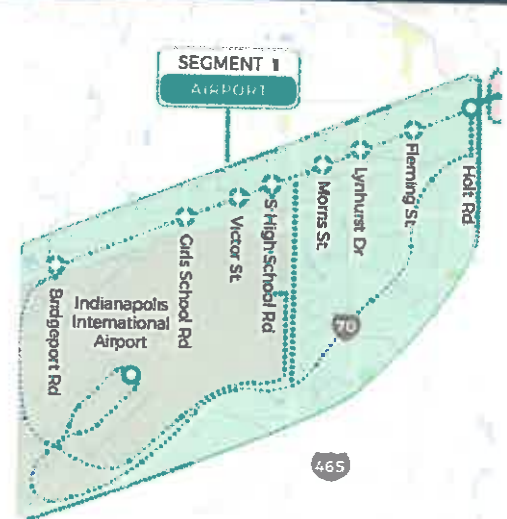 SEGMENT 1
AIRPORT
Holt Rd
Fleming St.
Lynhurst Dr
Morris St.
S High School Rd
Victor St.
Girls School Rd
Bridgeport Rd
Indianapolis
International
Airport
70
465